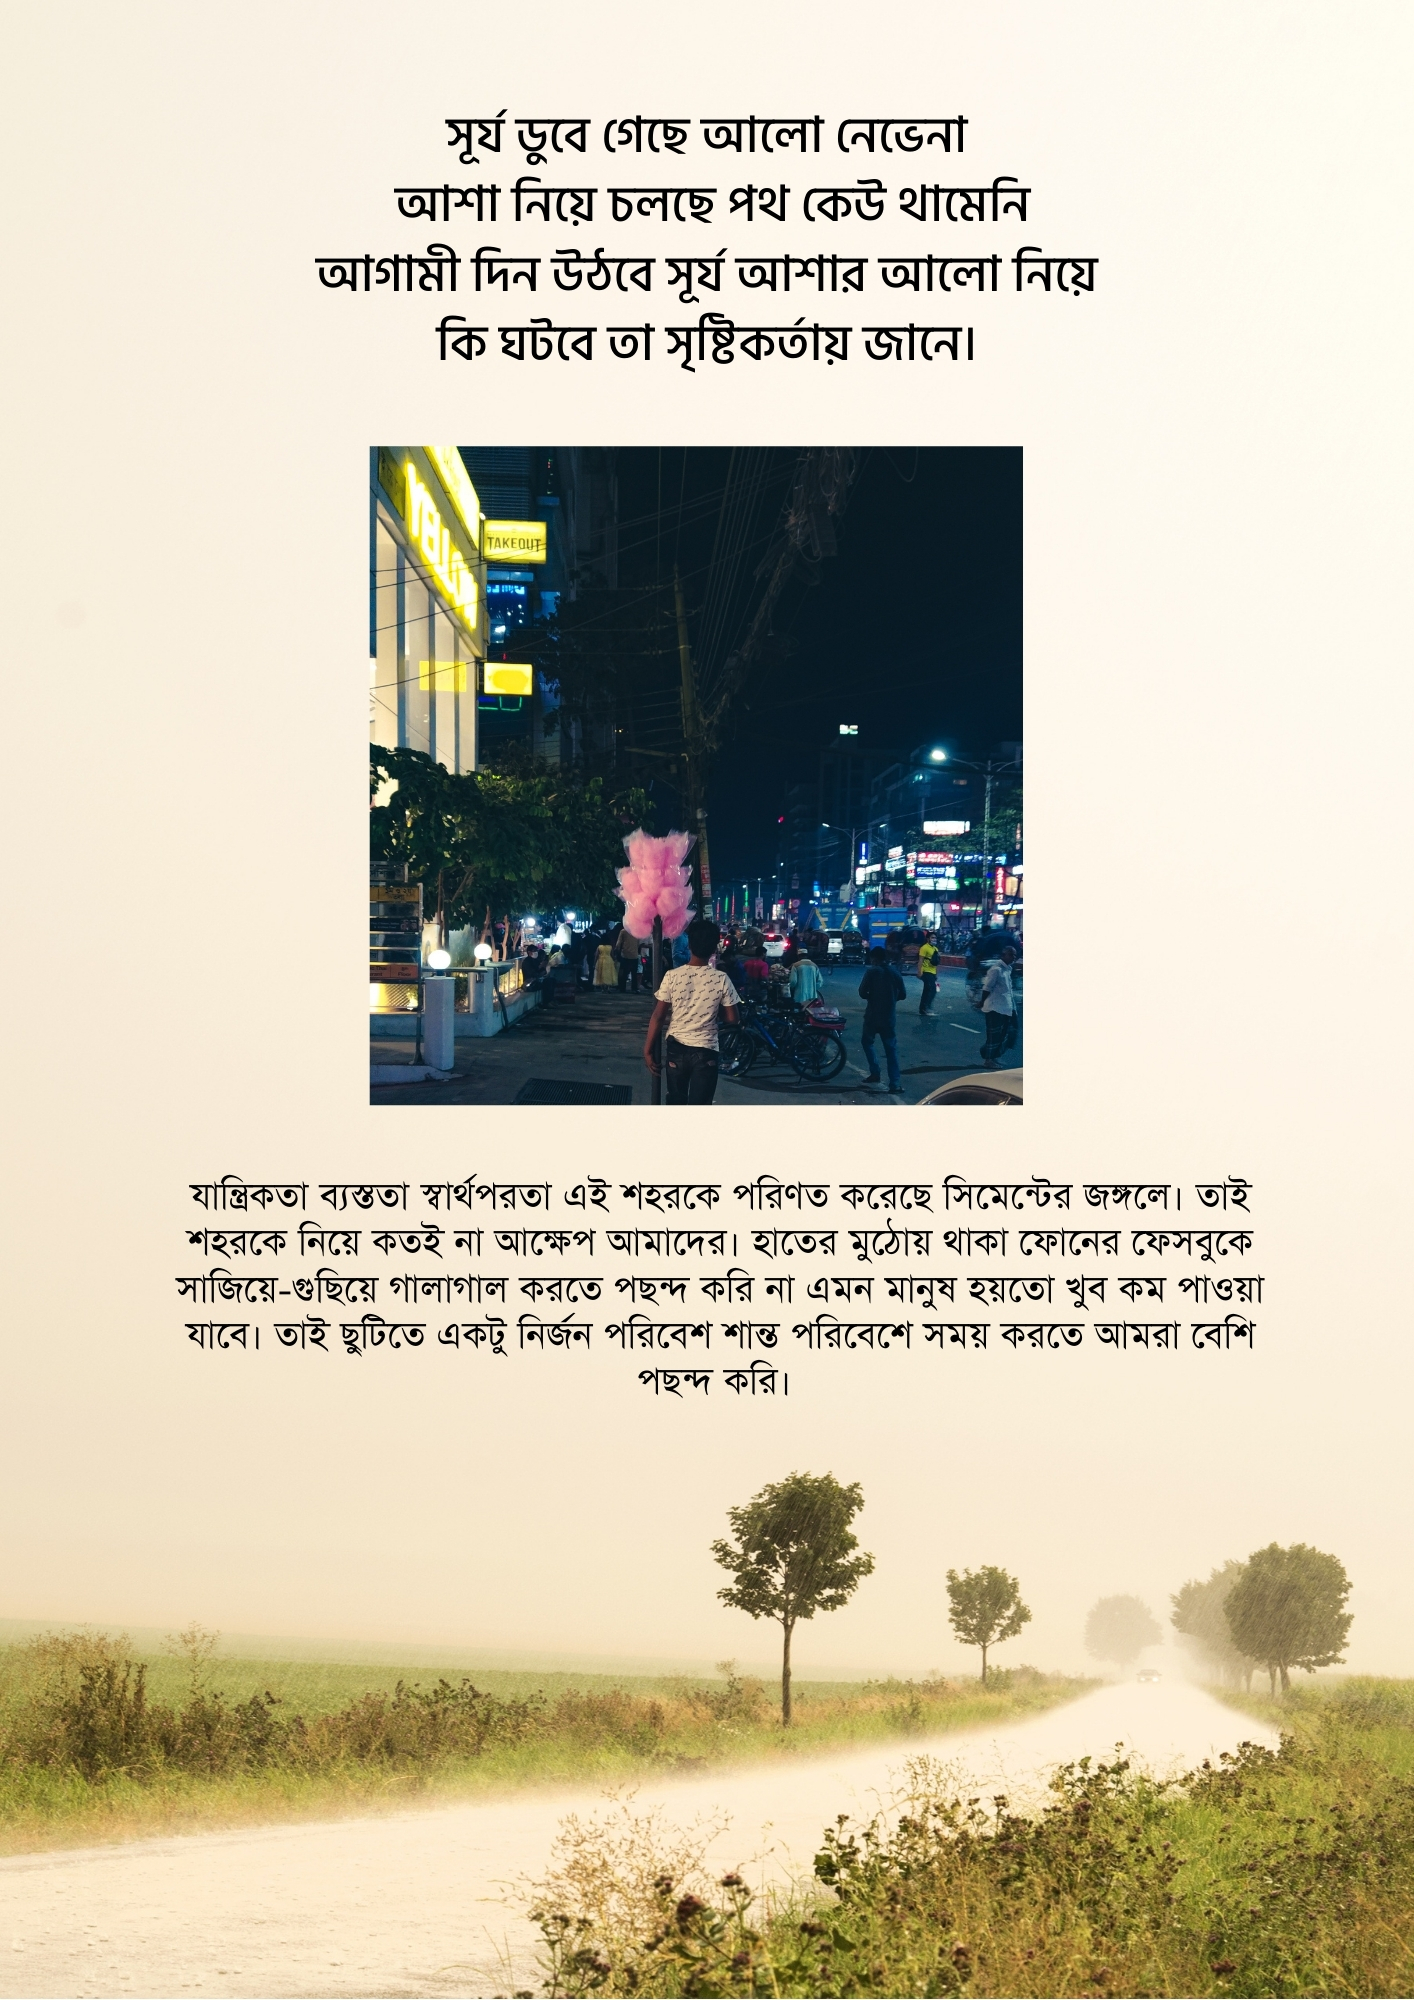 সূর্য ডুবে গেছে আলো নেভেনা
আশা নিয়ে চলছে পথ কেউ থামেনি
আগামী দিন উঠবে সূর্য আশার আলো নিয়ে
কি ঘটবে তা সৃষ্টিকর্তায় জানে।
YELLOW
TAKEOUT
যান্ত্রিকতা ব্যস্ততা স্বার্থপরতা এই শহরকে পরিণত করেছে সিমেন্টের জঙ্গলে। তাই
শহরকে নিয়ে কতই না আক্ষেপ আমাদের। হাতের মুঠোয় থাকা ফোনের ফেসবুকে
সাজিয়ে-গুছিয়ে গালাগাল করতে পছন্দ করি না এমন মানুষ হয়তো খুব কম পাওয়া
যাবে। তাই ছুটিতে একটু নির্জন পরিবেশ শান্ত পরিবেশে সময় করতে আমরা বেশি
পছন্দ করি।